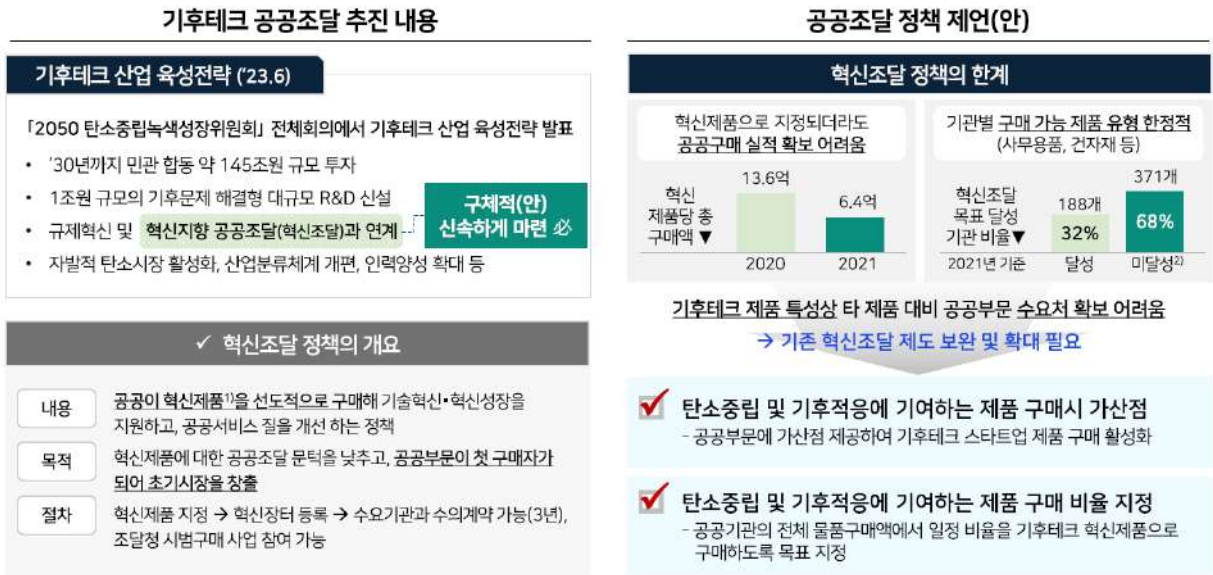 기후테크 공공조달 추진 내용
기후테크 산업 육성전략 ('23.6)
「2050 탄소중립녹색성장위원회」 전체회의에서 기후테크 산업 육성전략 발표
• '30년까지 민관 합동 약 145조원 규모 투자
• 1조원 규모의 기후문제 해결형 대규모 R&D 신설
• 규제혁신 및 혁신지향 공공조달(혁신조달)과 연계
• 자발적 탄소시장 활성화, 산업분류체계 개편, 인력양성 확대 등
구체적(안)
신속하게 마련
✓ 혁신조달 정책의 개요
내용
공공이 혁신제품1)을 선도적으로 구매해 기술혁신▪혁신성장을
지원하고, 공공서비스 질을 개선 하는 정책
목적
혁신제품에 대한 공공조달 문턱을 낮추고, 공공부문이 첫 구매자가
되어 초기시장을 창출
절차
혁신제품 지정 → 혁신장터 등록 → 수요기관과 수의계약 가능(3년),
조달청 시범구매 사업 참여 가능
공공조달 정책 제언(안)
혁신조달 정책의 한계
혁신제품으로 지정되더라도
공공구매 실적 확보 어려움
혁신
제품당 총
구매액 ▼
13.6억
6.4억
2020
2021
기관별 구매 가능 제품 유형 한정적
(사무용품, 건자재 등)
혁신조달
목표 달성
기관 비율▼
2021년 기준
188개
32%
달성
371개
68%
미달성2)
기후테크 제품 특성상 타 제품 대비 공공부문 수요처 확보 어려움
→ 기존 혁신조달 제도 보완 및 확대 필요
탄소중립 및 기후적응에 기여하는 제품 구매시 가산점
- 공공부문에 가산점 제공하여 기후테크 스타트업 제품 구매 활성화
탄소중립 및 기후적응에 기여하는 제품 구매 비율 지정
- 공공기관의 전체 물품구매액에서 일정 비율을 기후테크 혁신제품으로
구매하도록 목표 지정